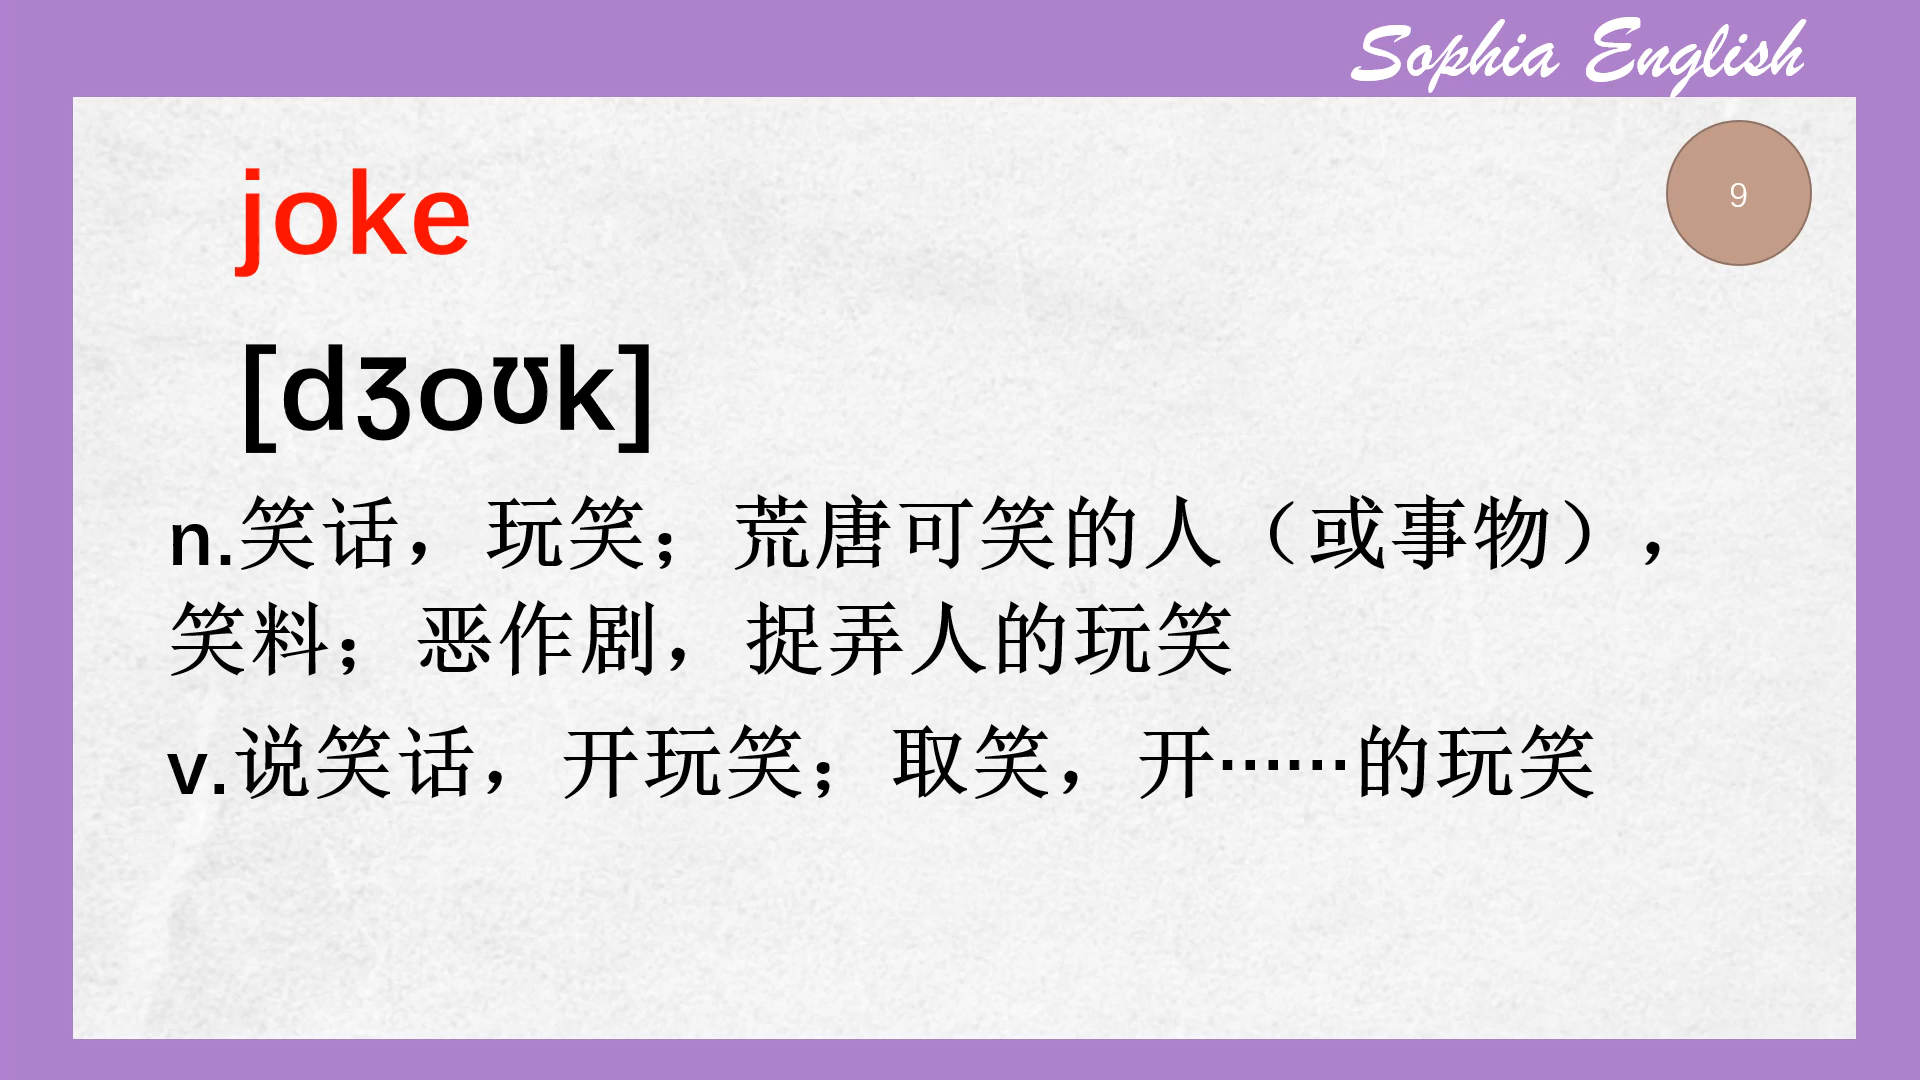 Sophia English
9
joke
[dʒoʊk]
n.笑话，玩笑；荒唐可笑的人（或事物），
笑料；恶作剧，捉弄人的玩笑
v.说笑话，开玩笑；取笑，开······的玩笑